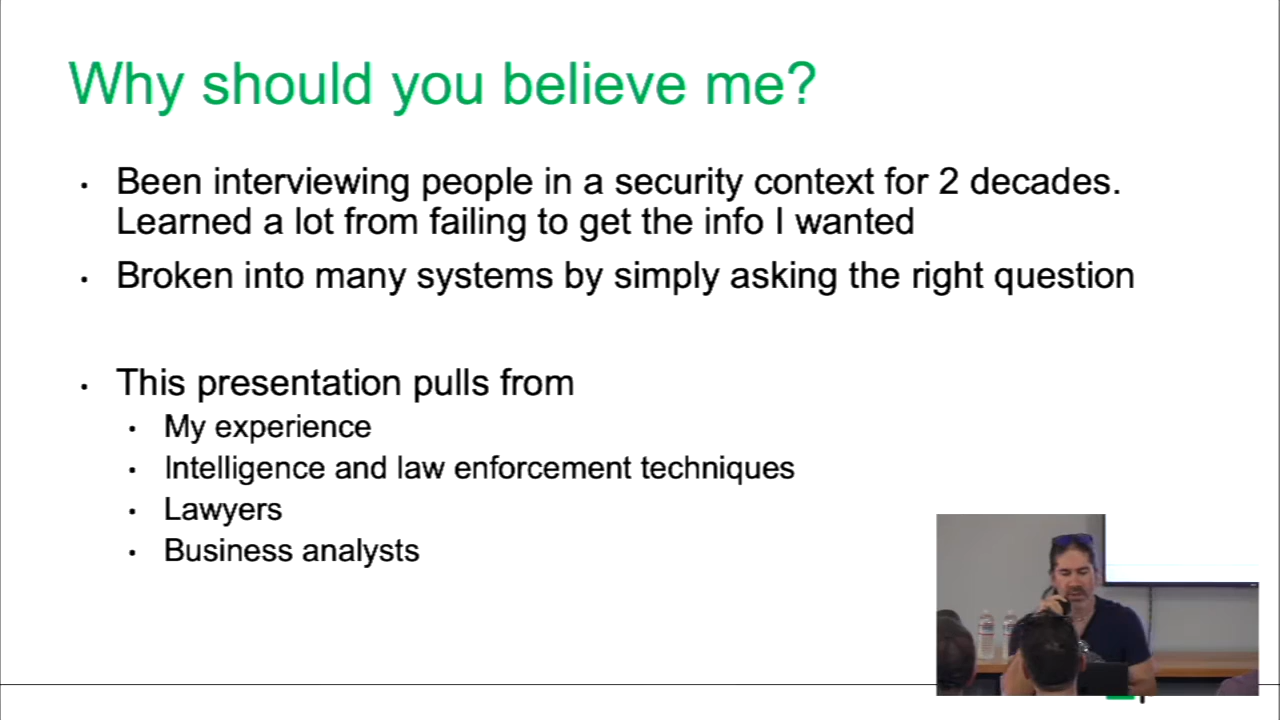 Why should you believe me?
Been interviewing people in a security context for 2 decades.
Learned a lot from failing to get the info I wanted
Broken into many systems by simply asking the right question
This presentation pulls from
My experience
Intelligence and law enforcement techniques
Lawyers
Business analysts